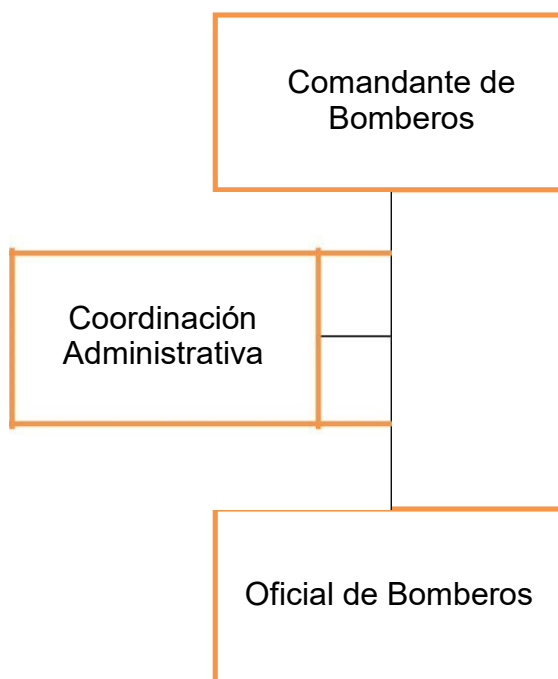 Comandante de
Bomberos
Coordinación
Administrativa
Oficial de Bomberos